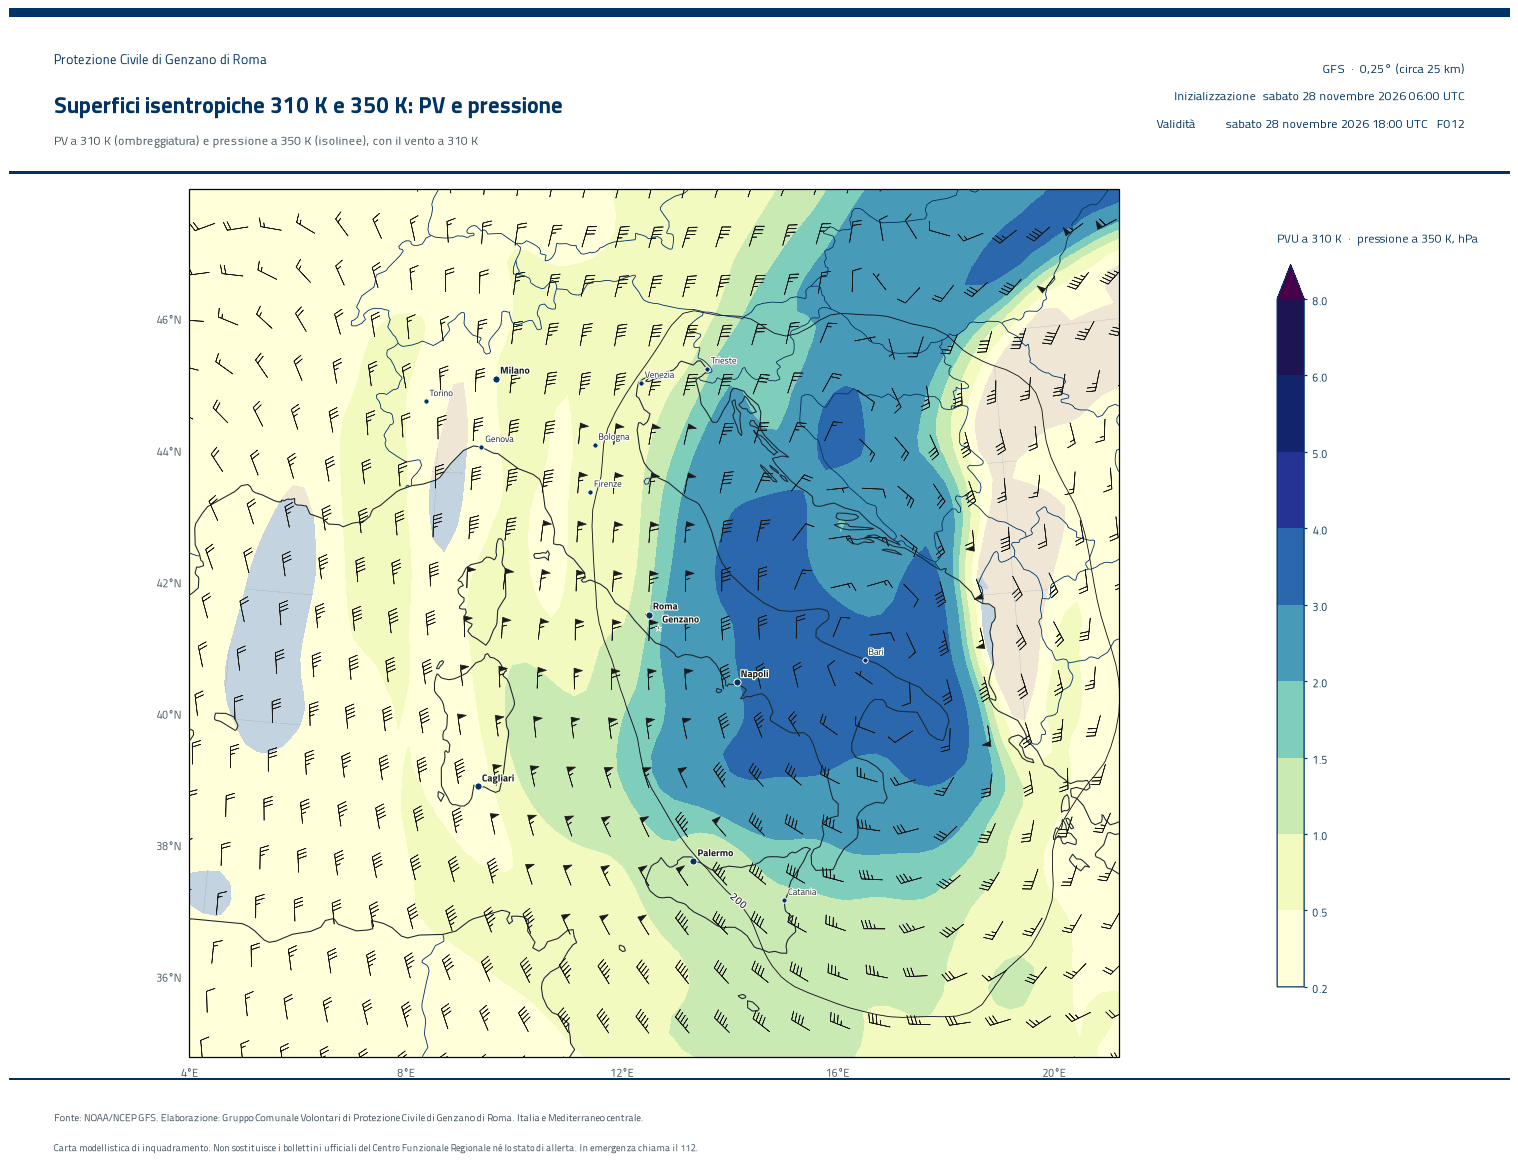 Protezione Civile di Genzano di Roma
Superfici isentropiche 310 K e 350 K: PV e pressione
PV a 310 K (ombreggiatura) e pressione a 350 K (isolinee), con il vento a 310 K
GFS · 0,25° (circa 25 km)
Inizializzazione sabato 28 novembre 2026 06:00 UTC
Validità sabato 28 novembre 2026 18:00 UTC F012
PVU a 310 K · pressione a 350 K, hPa
8.0
6.0
5.0
4.0
3.0
2.0
1.5
1.0
0.5
0.2
46°N
44°N
42°N
40°N
38°N
36°N
4°E
8°E
12°E
16°E
20°E
Trieste
Venezia
Milano
Torino
Genova
Bologna
Firenze
Roma
Genzano
Bari
Napoli
Cagliari
Palermo
Catania
200
Fonte: NOAA/NCEP GFS. Elaborazione: Gruppo Comunale Volontari di Protezione Civile di Genzano di Roma. Italia e Mediterraneo centrale.
Carta modellistica di inquadramento. Non sostituisce i bollettini ufficiali del Centro Funzionale Regionale né lo stato di allerta. In emergenza chiama il 112.